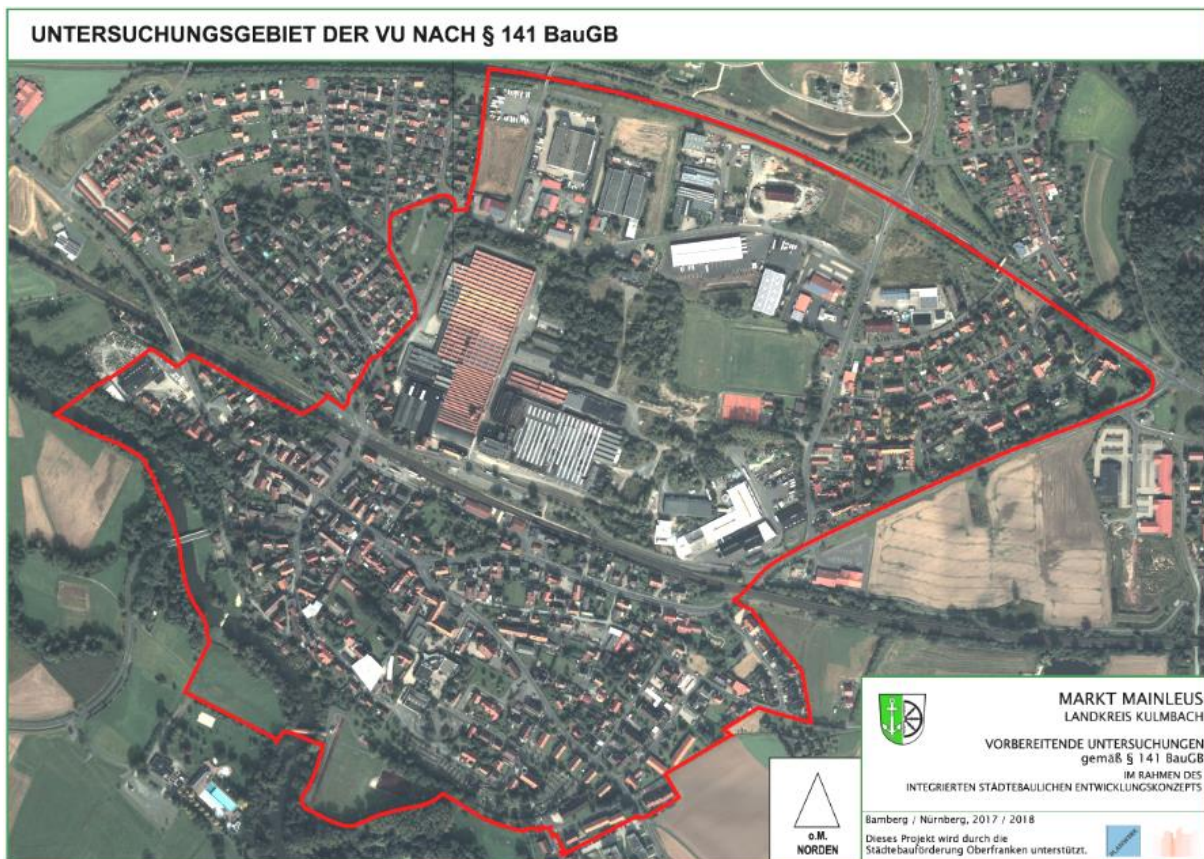 UNTERSUCHUNGSGEBIET DER VU NACH § 141 BauGB
MARKT MAINLEUS
LANDKREIS KULMBACH
VORBEREITENDE UNTERSUCHUNGEN
gemäß § 141 BauGB
IM RAHMEN DES
INTEGRIERTEN STÄDTEBAULICHEN ENTWICKLUNGSKONZEPTS
o.M.
NORDEN
Bamberg / Nürnberg, 2017 / 2018
Dieses Projekt wird durch die
Städtebauförderung Oberfranken unterstützt.
PLANWERK